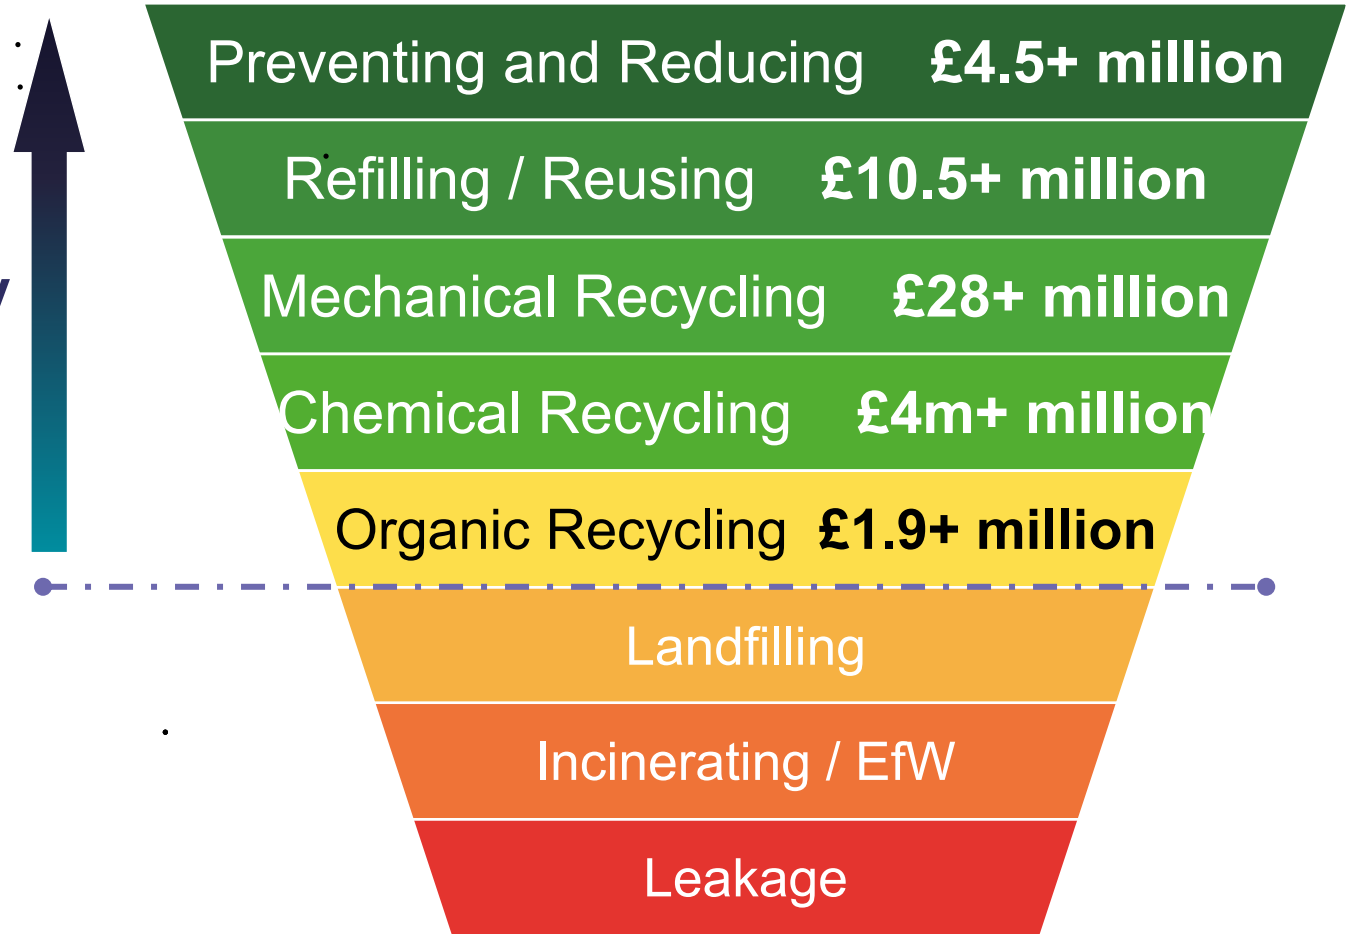 Preventing and Reducing £4.5+ million
Refilling / Reusing £10.5+ million
Mechanical Recycling £28+ million
Chemical Recycling £4m+ million
Organic Recycling £1.9+ million
Landfilling
Incinerating / EfW
Leakage